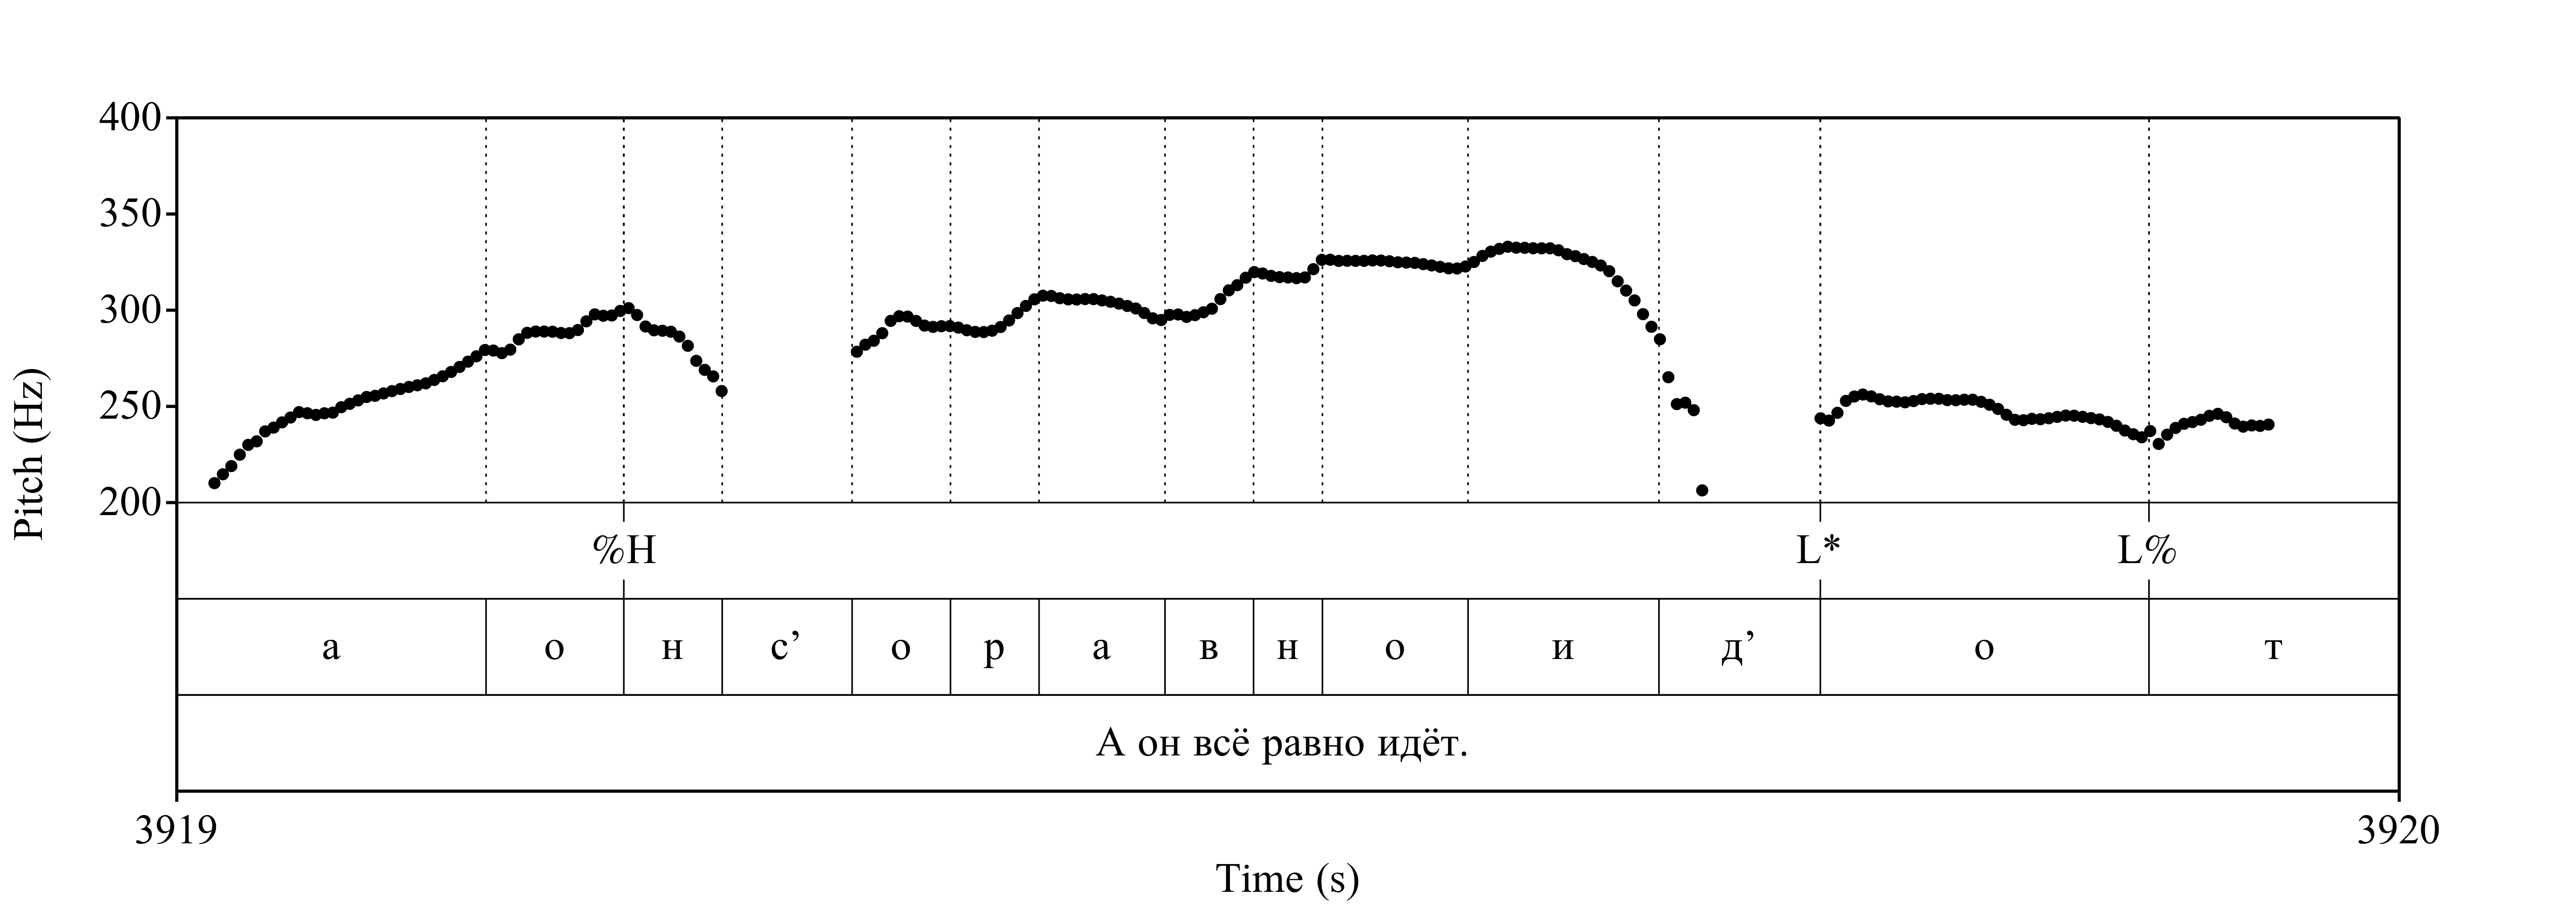 400
350
300
250
200
Pitch (Hz)
%H L* L%
а о н с’ о р а в н о и д’ о т
А он всё равно идёт.
3919 3920
Time (s)